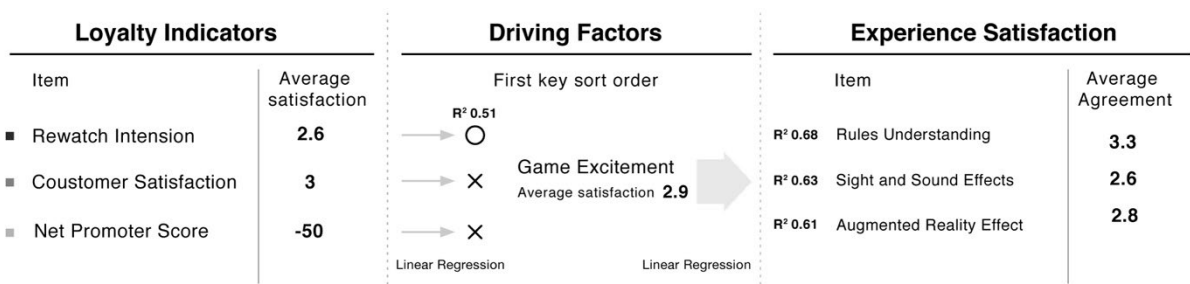 Loyalty Indicators
Driving Factors
Experience Satisfaction
Item
Average
satisfaction
First key sort order
Item
Average
Agreement
R² 0.51
Rewatch Intension
2.6
R² 0.68 Rules Understanding
3.3
Coustomer Satisfaction
3
Game Excitement
Average satisfaction 2.9
R² 0.63 Sight and Sound Effects
2.6
Net Promoter Score
-50
R² 0.61 Augmented Reality Effect
2.8
Linear Regression
Linear Regression